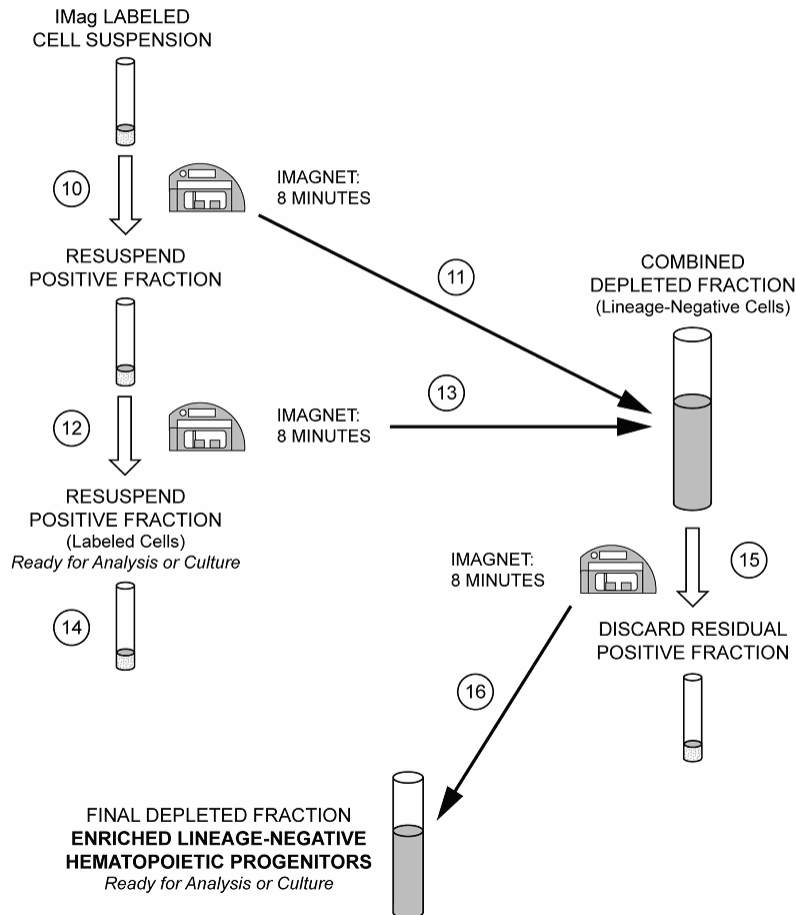 IMag LABELED
CELL SUSPENSION
10
IMAGNET:
8 MINUTES
RESUSPEND
POSITIVE FRACTION
11
COMBINED
DEPLETED FRACTION
(Lineage-Negative Cells)
12
IMAGNET:
8 MINUTES
13
RESUSPEND
POSITIVE FRACTION
(Labeled Cells)
Ready for Analysis or Culture
14
IMAGNET:
8 MINUTES
15
DISCARD RESIDUAL
POSITIVE FRACTION
16
FINAL DEPLETED FRACTION
ENRICHED LINEAGE-NEGATIVE
HEMATOPOIETIC PROGENITORS
Ready for Analysis or Culture